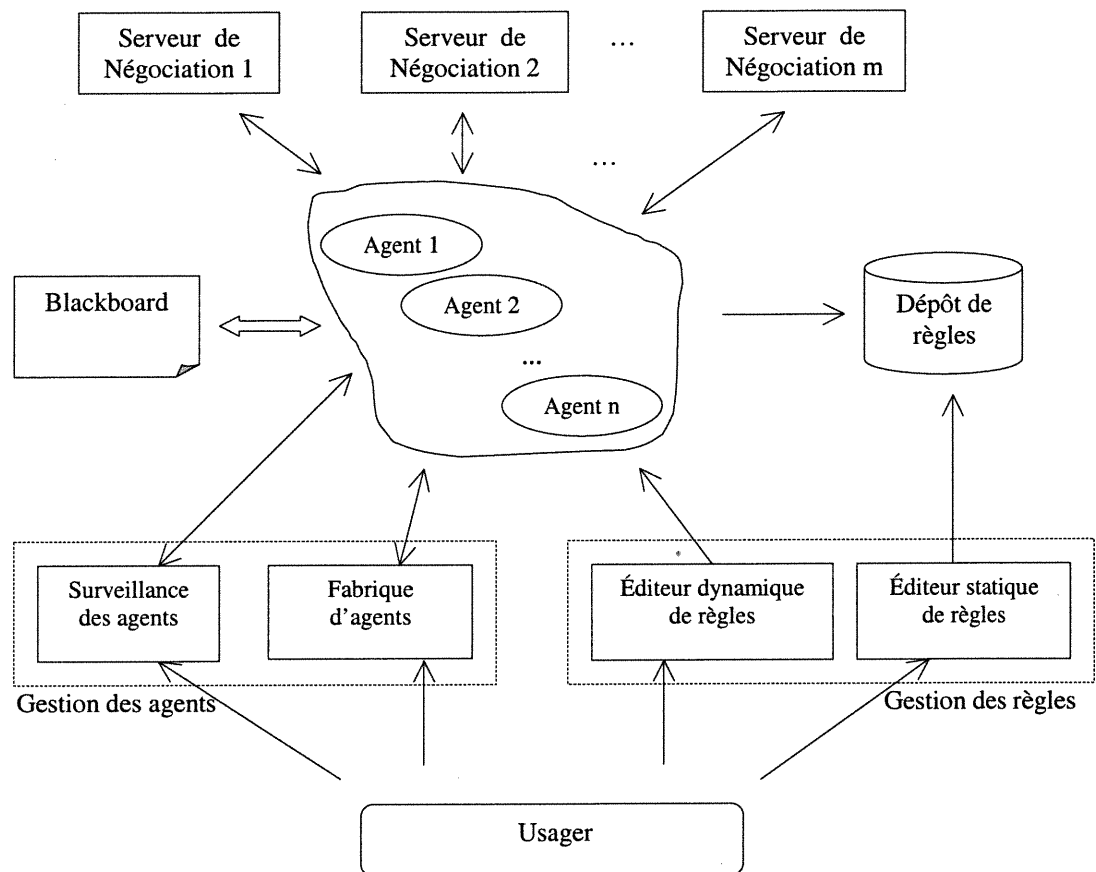 Serveur de
Négociation 1
Serveur de
Négociation 2
...
Serveur de
Négociation m
...
Agent 1
Agent 2
...
Agent n
Blackboard
Dépôt de
règles
Surveillance
des agents
Fabrique
d'agents
Éditeur dynamique
de règles
Éditeur statique
de règles
Gestion des agents
Gestion des règles
Usager